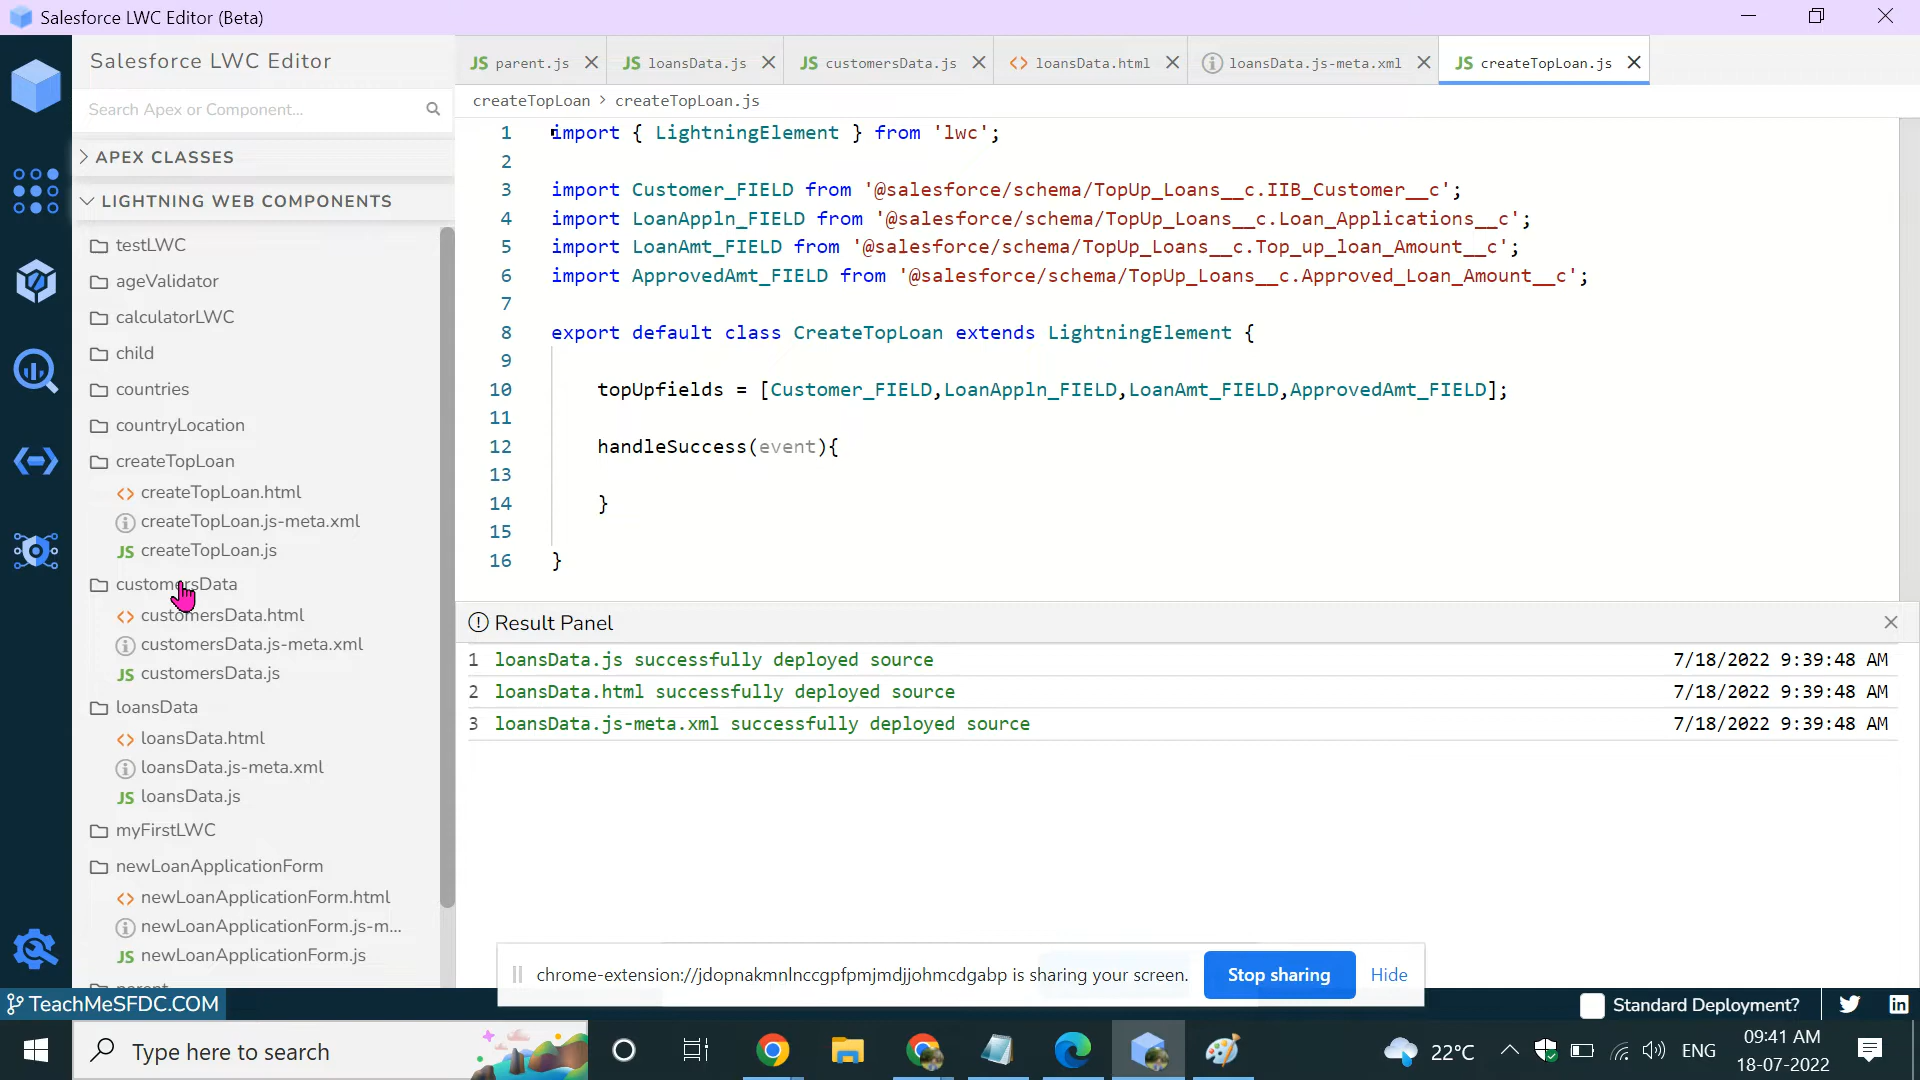 Salesforce LWC Editor (Beta)
Salesforce LWC Editor
Search Apex or Component...
APEX CLASSES
LIGHTNING WEB COMPONENTS
testLWC
ageValidator
calculatorLWC
child
countries
countryLocation
createTopLoan
createTopLoan.html
createTopLoan.js-meta.xml
JS createTopLoan.js
customersData
customersData.html
customersData.js-meta.xml
JS customersData.js
loansData
loansData.html
loansData.js-meta.xml
JS loansData.js
myFirstLWC
newLoanApplicationForm
newLoanApplicationForm.html
newLoanApplicationForm.js-m...
JS newLoanApplicationForm.js
parent
JS parent.js JS loansData.js JS customersData.js loansData.html loansData.js-meta.xml JS createTopLoan.js
createTopLoan > createTopLoan.js
1 import { LightningElement } from 'lwc';
2
3 import Customer_FIELD from '@salesforce/schema/TopUp_Loans__c.IIB_Customer__c';
4 import LoanAppln_FIELD from '@salesforce/schema/TopUp_Loans__c.Loan_Applications__c';
5 import LoanAmt_FIELD from '@salesforce/schema/TopUp_Loans__c.Top_up_loan_Amount__c';
6 import ApprovedAmt_FIELD from '@salesforce/schema/TopUp_Loans__c.Approved_Loan_Amount__c';
7
8 export default class CreateTopLoan extends LightningElement {
9
10 topUpfields = [Customer_FIELD,LoanAppln_FIELD,LoanAmt_FIELD,ApprovedAmt_FIELD];
11
12 handleSuccess(event){
13
14 }
15
16 }
Result Panel
1 loansData.js successfully deployed source 7/18/2022 9:39:48 AM
2 loansData.html successfully deployed source 7/18/2022 9:39:48 AM
3 loansData.js-meta.xml successfully deployed source 7/18/2022 9:39:48 AM
chrome-extension://jdopnakmnlnccgpfpmjmdjjohmcdgabp is sharing your screen. Stop sharing Hide
TeachMeSFDC.COM
Standard Deployment?
in
Type here to search
22°C
ENG
09:41 AM
18-07-2022